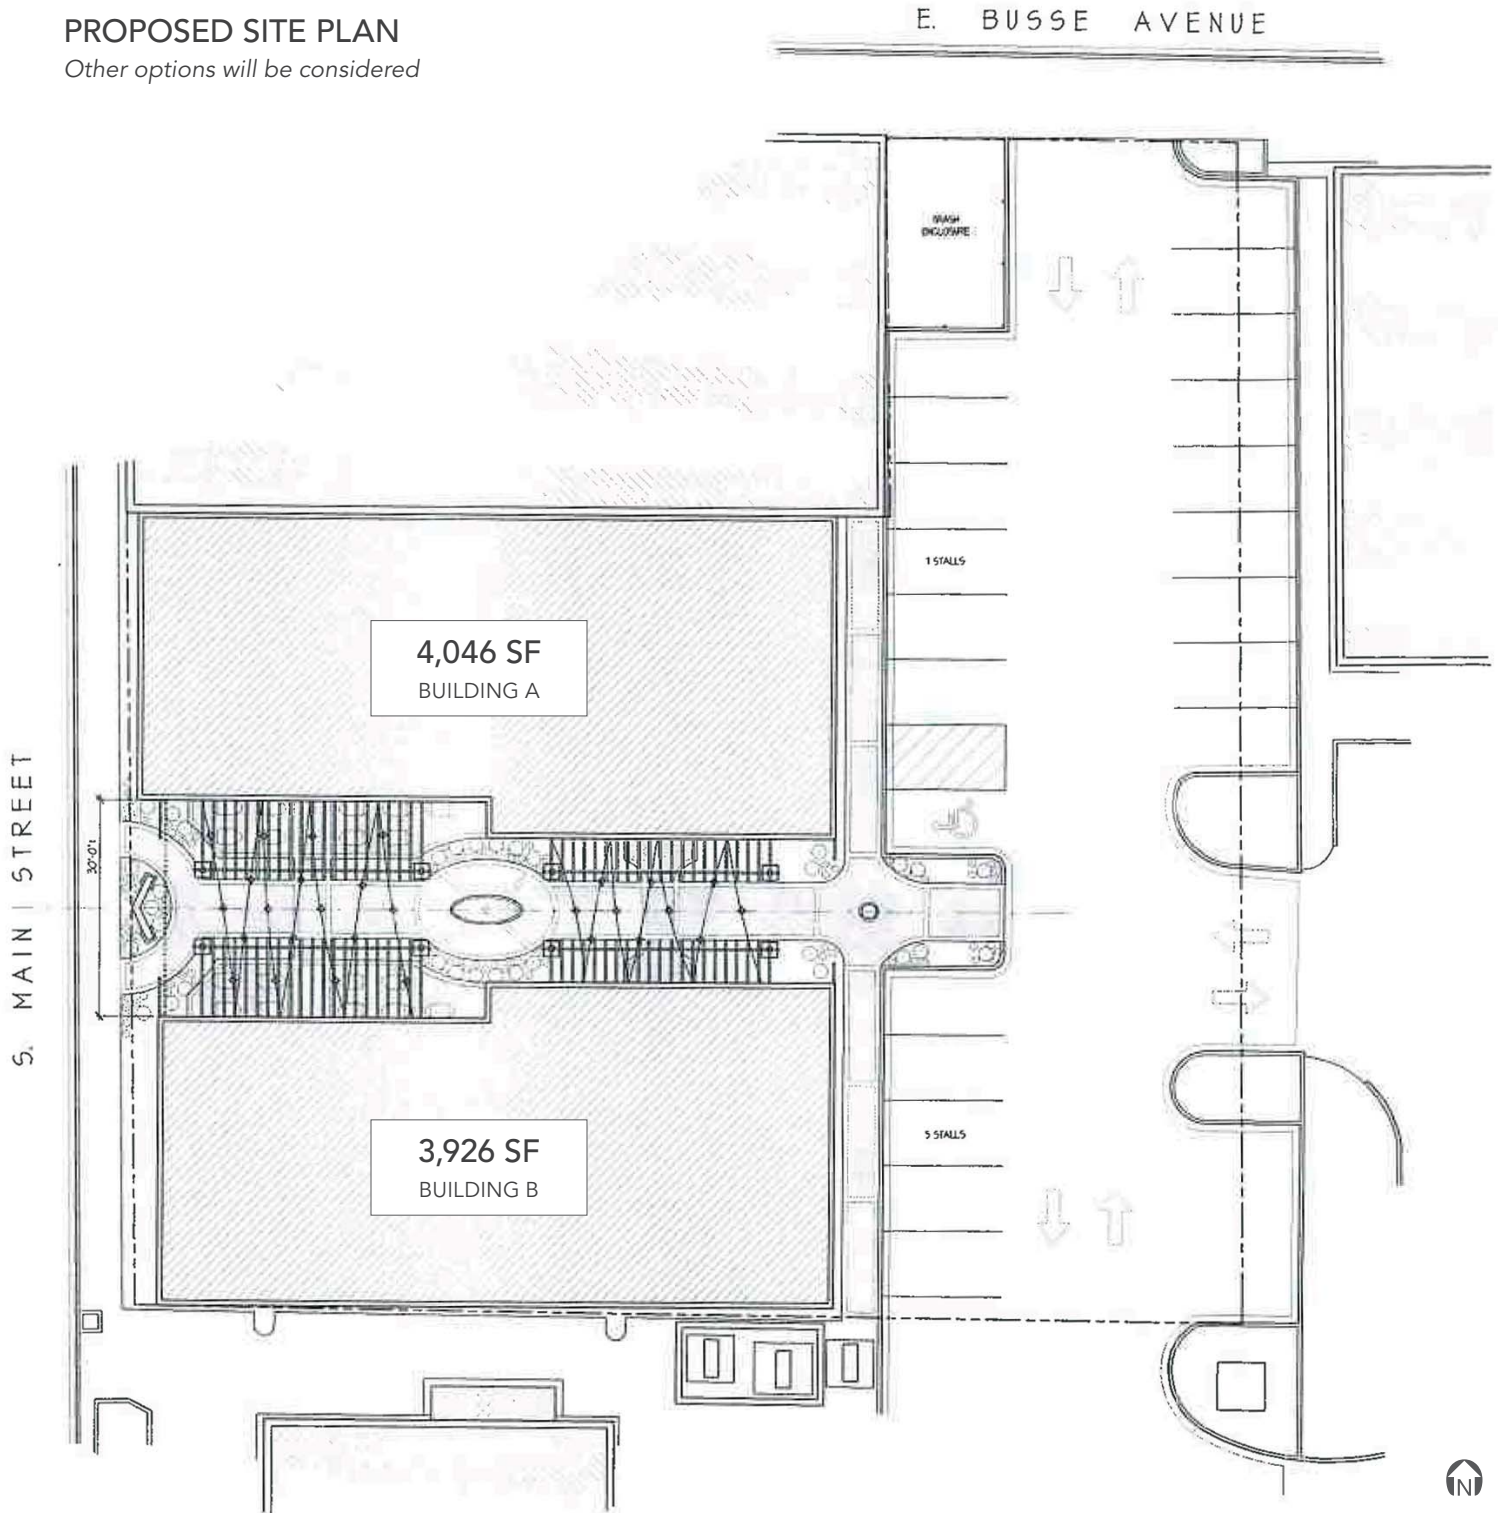 PROPOSED SITE PLAN
Other options will be considered
E. BUSSE AVENUE
TRASH
ENCLOSURE
7 STALLS
4,046 SF
BUILDING A
S. MAIN STREET
30'-0"±
3,926 SF
BUILDING B
5 STALLS
N